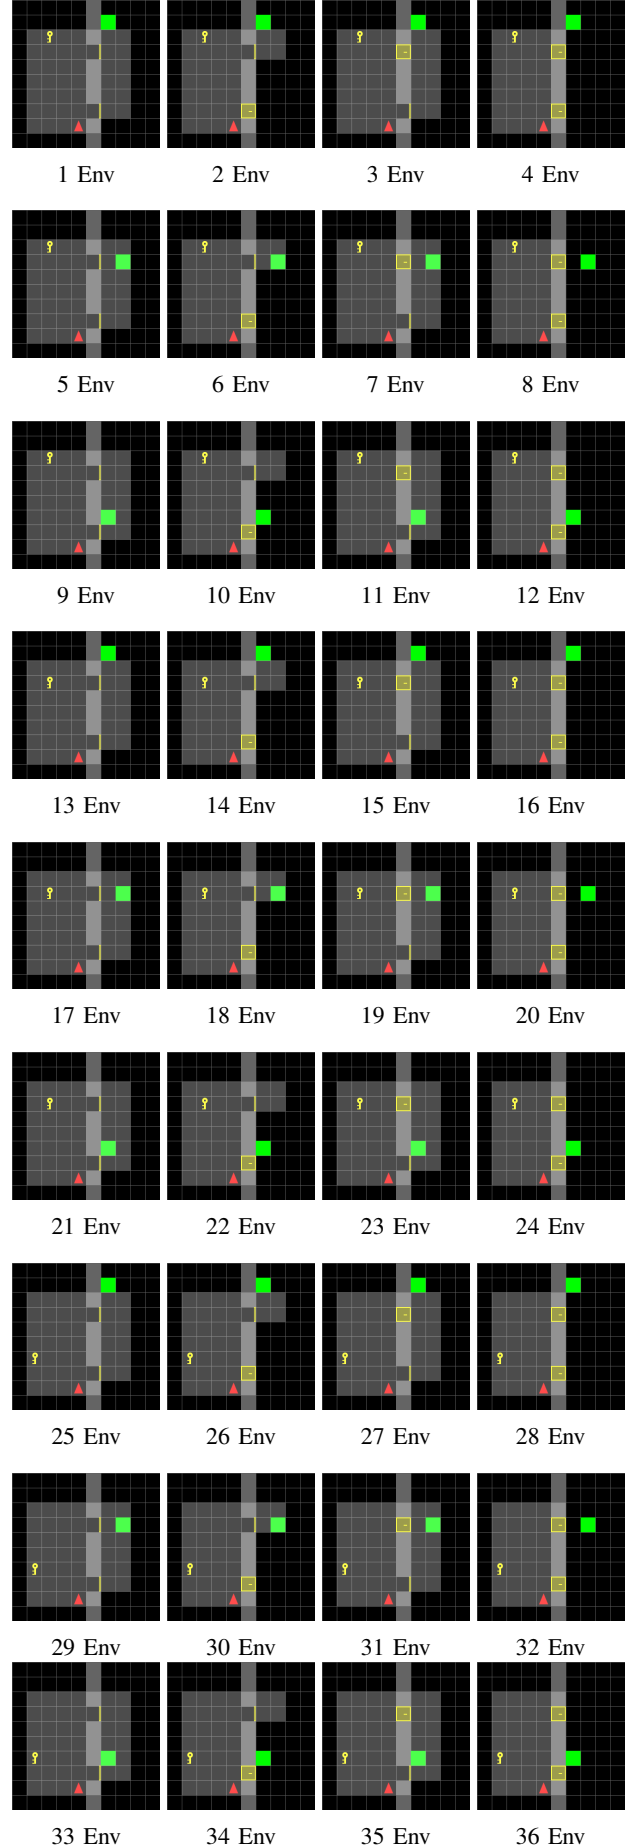 1 Env 2 Env 3 Env 4 Env
5 Env 6 Env 7 Env 8 Env
9 Env 10 Env 11 Env 12 Env
13 Env 14 Env 15 Env 16 Env
17 Env 18 Env 19 Env 20 Env
21 Env 22 Env 23 Env 24 Env
25 Env 26 Env 27 Env 28 Env
29 Env 30 Env 31 Env 32 Env
33 Env 34 Env 35 Env 36 Env